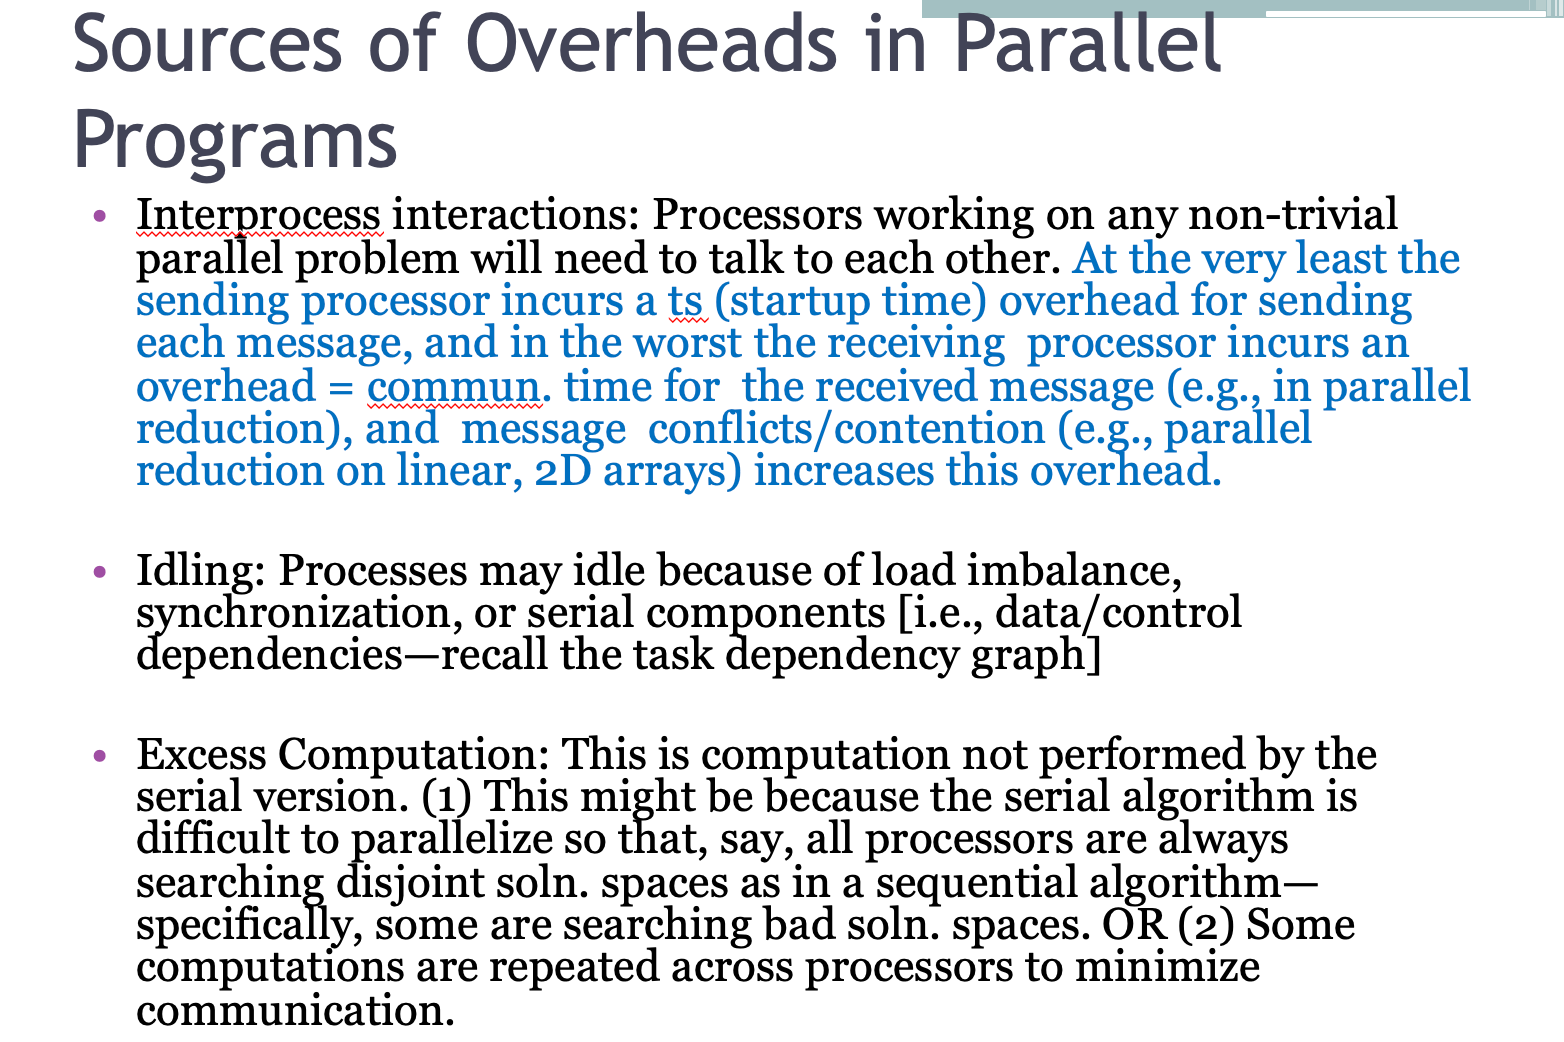 Sources of Overheads in Parallel
Programs
• Interprocess interactions: Processors working on any non-trivial
parallel problem will need to talk to each other. At the very least the
sending processor incurs a ts (startup time) overhead for sending
each message, and in the worst the receiving  processor incurs an
overhead = commun. time for  the received message (e.g., in parallel
reduction), and  message  conflicts/contention (e.g., parallel
reduction on linear, 2D arrays) increases this overhead.
• Idling: Processes may idle because of load imbalance,
synchronization, or serial components [i.e., data/control
dependencies—recall the task dependency graph]
• Excess Computation: This is computation not performed by the
serial version. (1) This might be because the serial algorithm is
difficult to parallelize so that, say, all processors are always
searching disjoint soln. spaces as in a sequential algorithm—
specifically, some are searching bad soln. spaces. OR (2) Some
computations are repeated across processors to minimize
communication.